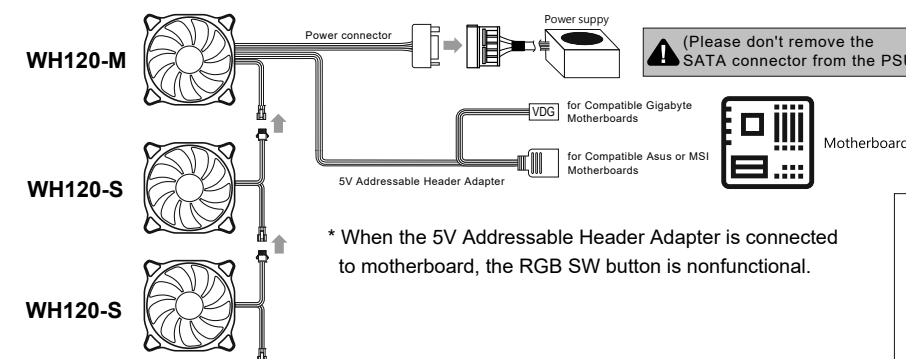 Power suppy
Power connector
(Please don't remove the
SATA connector from the PSU
WH120-M
VDG
for Compatible Gigabyte
Motherboards
for Compatible Asus or MSI
Motherboards
Motherboard
5V Addressable Header Adapter
WH120-S
* When the 5V Addressable Header Adapter is connected
to motherboard, the RGB SW button is nonfunctional.
WH120-S